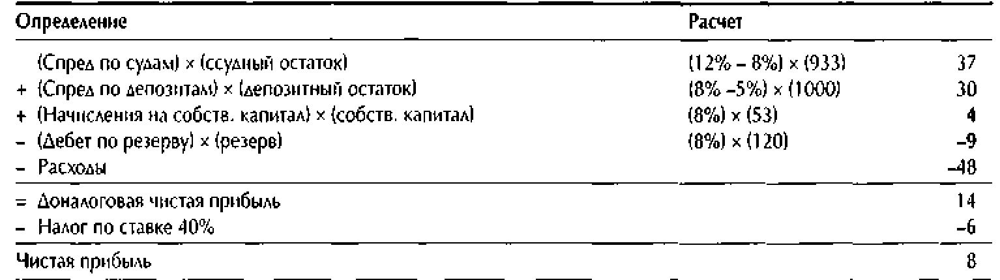 Определение Расчет
(Спред по судам) × (ссудный остаток) (12% – 8%) × (933) 37
+ (Спред по депозитам) × (депозитный остаток) (8% –5%) × (1000) 30
+ (Начисления на собств. капитал) × (собств. капитал) (8%) × (53) 4
– (Дебет по резерву) × (резерв) (8%) × (120) –9
– Расходы –48
= Доналоговая чистая прибыль 14
– Налог по ставке 40% –6
Чистая прибыль 8